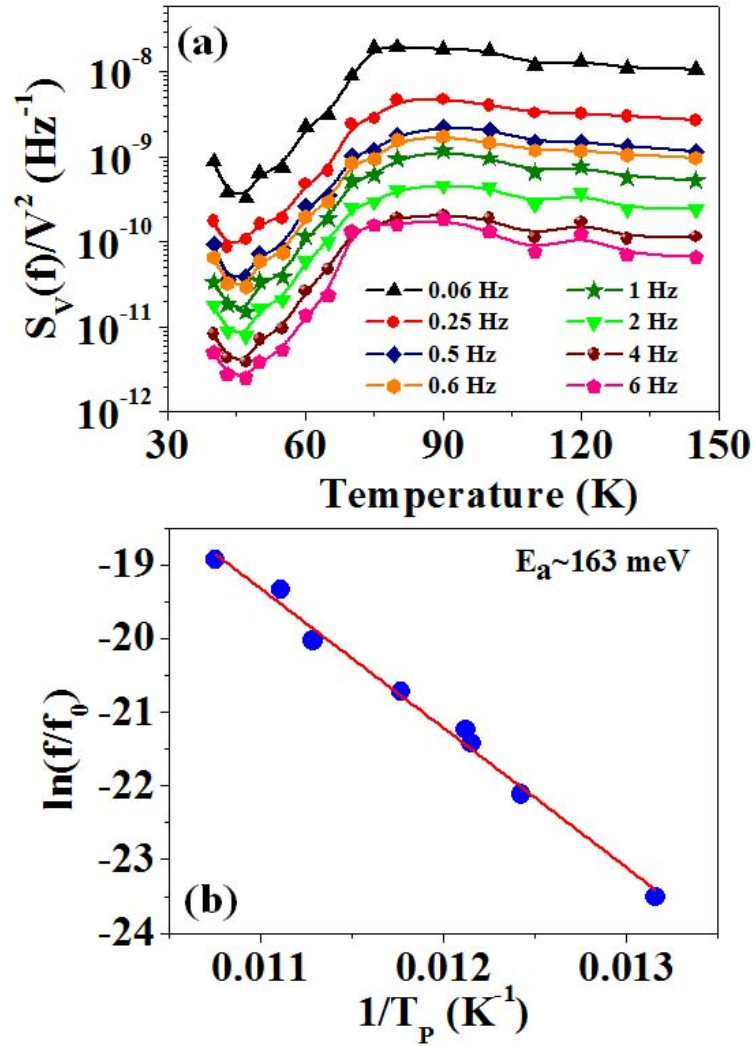 (a)
S_V(f)/V² (Hz⁻¹)
10⁻⁸
10⁻⁹
10⁻¹⁰
10⁻¹¹
10⁻¹²
0.06 Hz 1 Hz
0.25 Hz 2 Hz
0.5 Hz 4 Hz
0.6 Hz 6 Hz
30 60 90 120 150
Temperature (K)
Eₐ~163 meV
ln(f/f₀)
-19
-20
-21
-22
-23
-24
(b)
0.011 0.012 0.013
1/T_P (K⁻¹)